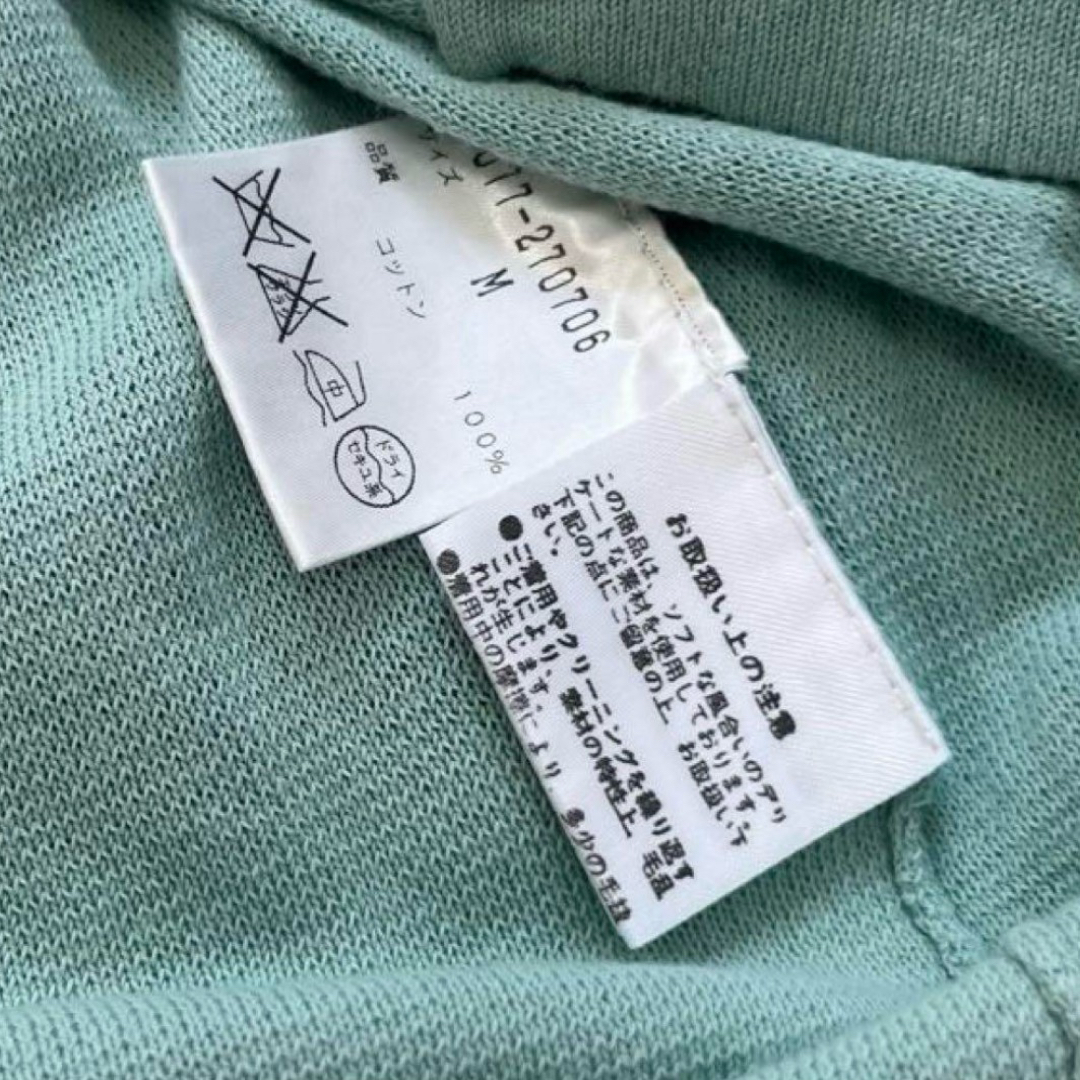 017-270706
サイズ M
品質
コットン 100%
中
ドライ
セキユ系
お取扱い上の注意
この商品は、ソフトな風合いのデリ
ケートな素材を使用しております。
下記の点にご留意の上 お取扱い下
さい。
●ご着用やクリーニングを繰り返す
ことにより、素材の特性上 毛羽
れが生じます。
●着用中の摩擦により、多少の毛